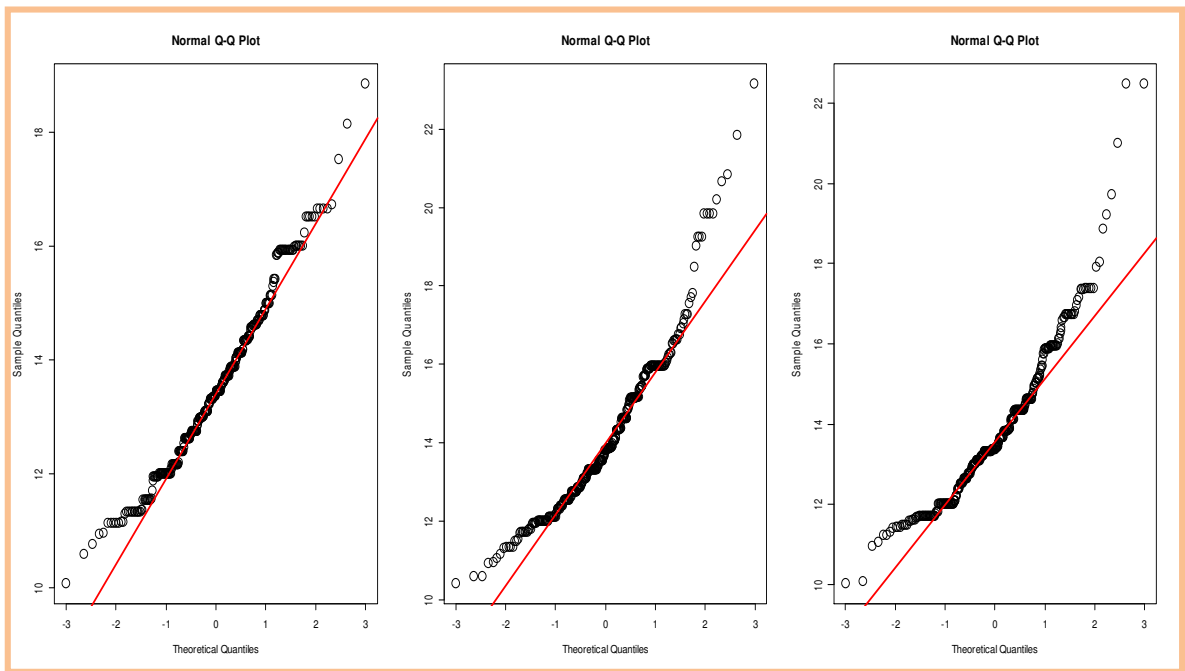 Normal Q-Q Plot
Sample Quantiles
18
16
14
12
10
-3 -2 -1 0 1 2 3
Theoretical Quantiles
Normal Q-Q Plot
Sample Quantiles
22
20
18
16
14
12
10
-3 -2 -1 0 1 2 3
Theoretical Quantiles
Normal Q-Q Plot
Sample Quantiles
22
20
18
16
14
12
10
-3 -2 -1 0 1 2 3
Theoretical Quantiles